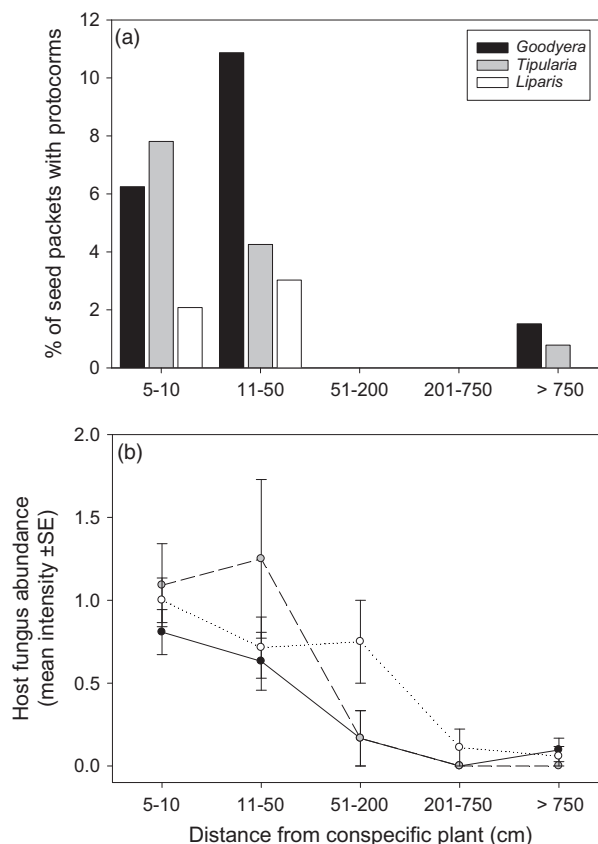 (a)
Goodyera
Tipularia
Liparis
% of seed packets with protocorms
12
10
8
6
4
2
0
5-10 11-50 51-200 201-750 > 750
(b)
Host fungus abundance
(mean intensity ±SE)
2.0
1.5
1.0
0.5
0.0
5-10 11-50 51-200 201-750 > 750
Distance from conspecific plant (cm)